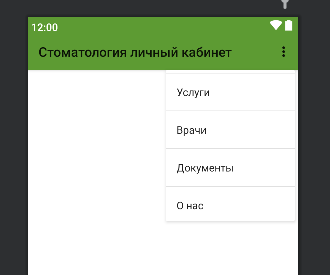 12:00
Стоматология личный кабинет
Услуги
Врачи
Документы
О нас